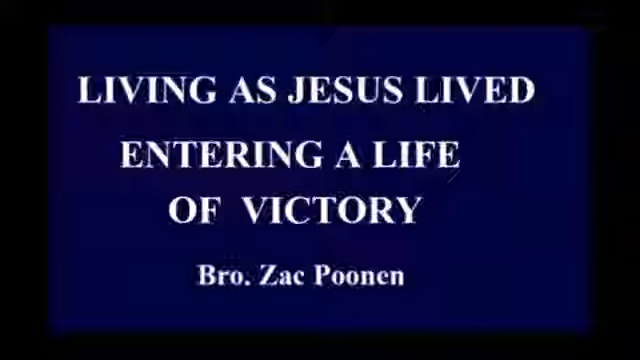 LIVING AS JESUS LIVED
ENTERING A LIFE
OF VICTORY
Bro. Zac Poonen